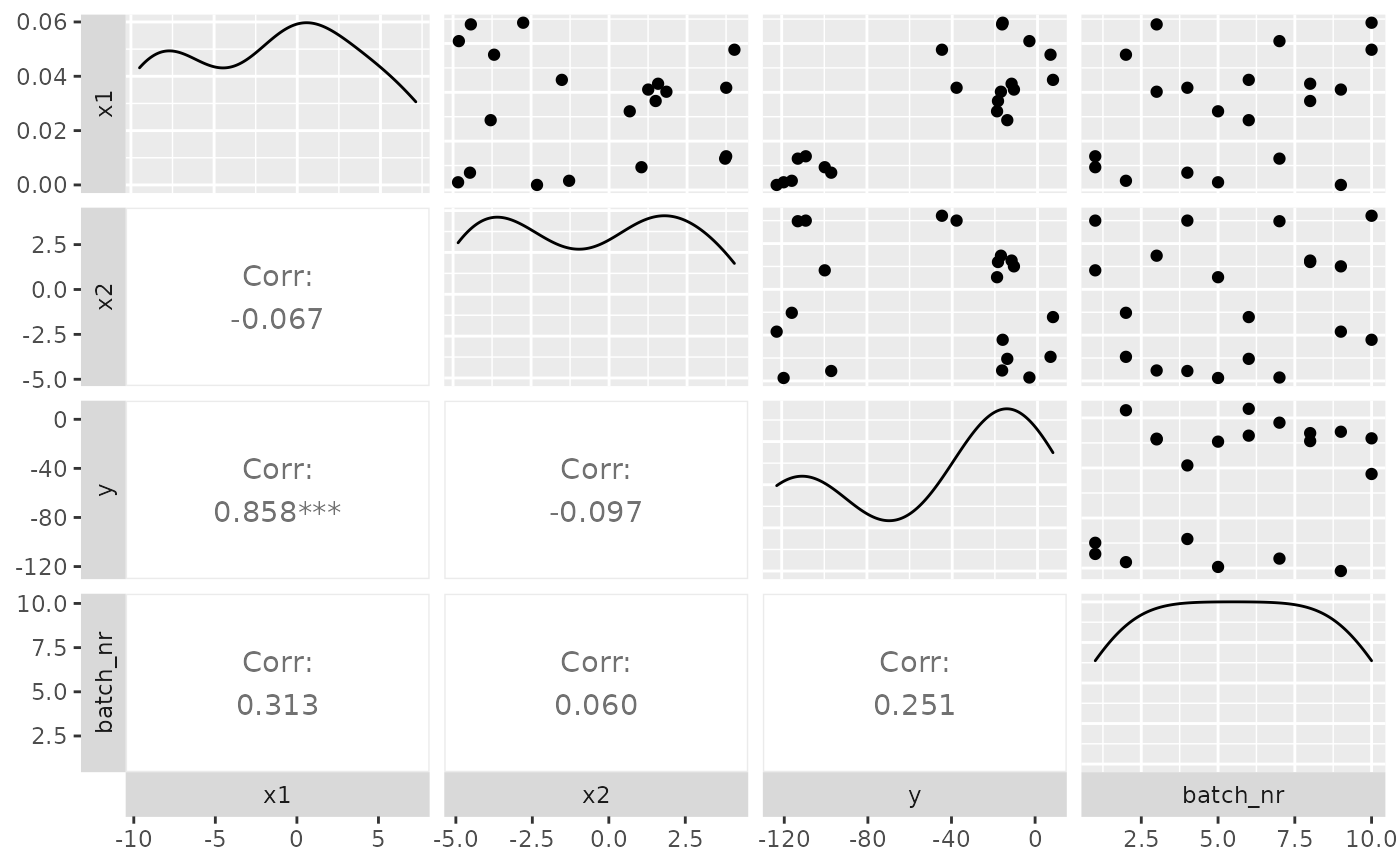 0.06
0.04
0.02
0.00
x1
2.5
0.0
-2.5
-5.0
x2
Corr:
-0.067
0
-40
-80
-120
y
Corr:
0.858***
Corr:
-0.097
10.0
7.5
5.0
2.5
batch_nr
Corr:
0.313
Corr:
0.060
Corr:
0.251
x1 x2 y batch_nr
-10 -5 0 5 -5.0 -2.5 0.0 2.5 -120 -80 -40 0 2.5 5.0 7.5 10.0